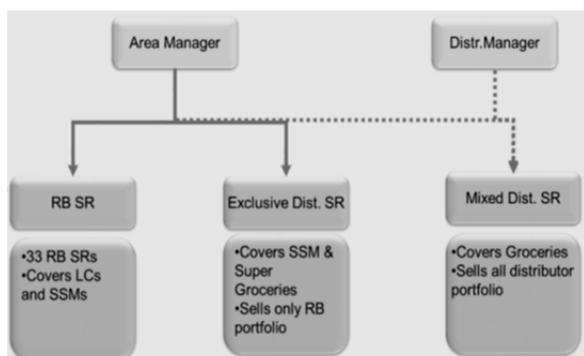 Area Manager
Distr.Manager
RB SR
Exclusive Dist. SR
Mixed Dist. SR
•33 RB SRs
•Covers LCs
and SSMs
•Covers SSM &
Super
Groceries
•Sells only RB
portfolio
•Covers Groceries
•Sells all distributor
portfolio